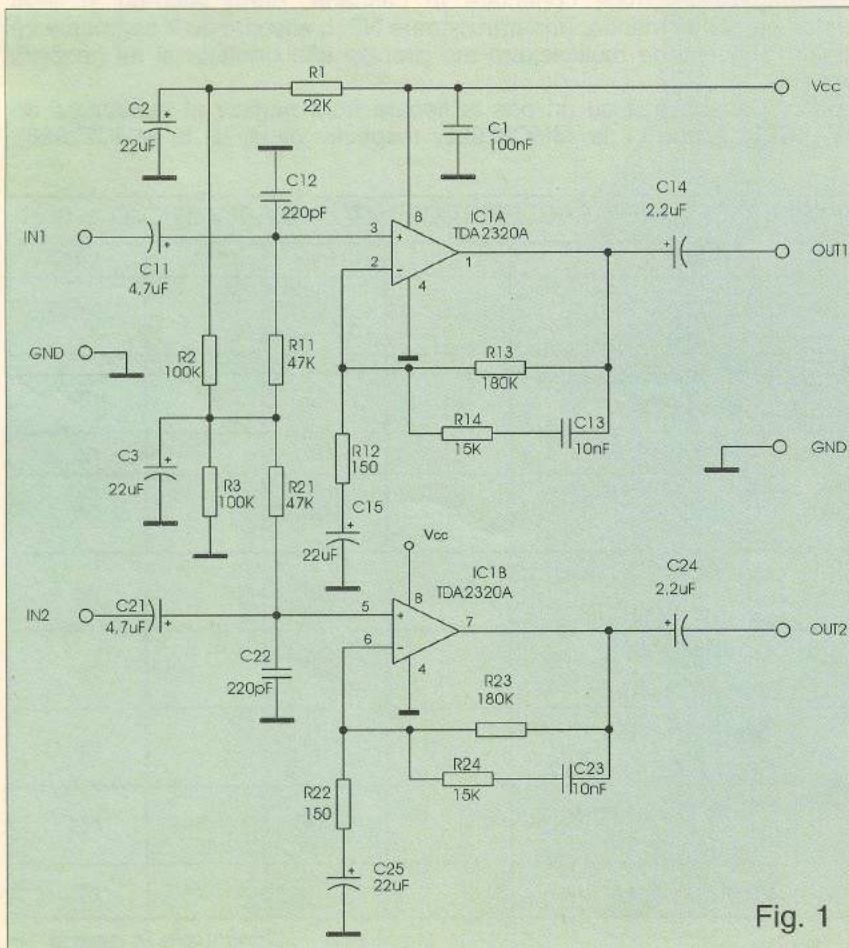 R1
22K
Vcc
C2
22uF
C1
100nF
C12
220pF
C14
2,2uF
IC1A
TDA2320A
8
IN1
3
+
2
-
1
4
OUT1
C11
4,7uF
R13
180K
GND
R2
100K
R11
47K
R14
15K
C13
10nF
R12
150
GND
C3
22uF
R3
100K
R21
47K
C15
22uF
Vcc
C24
2,2uF
IC1B
TDA2320A
8
IN2
C21
4,7uF
5
+
6
-
7
4
OUT2
C22
220pF
R23
180K
R24
15K
C23
10nF
R22
150
C25
22uF
Fig. 1